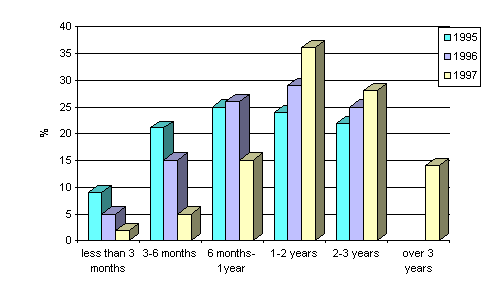 40
35
30
25
20
15
10
5
0
%
1995
1996
1997
less than 3
months
3-6 months
6 months-
1year
1-2 years
2-3 years
over 3
years